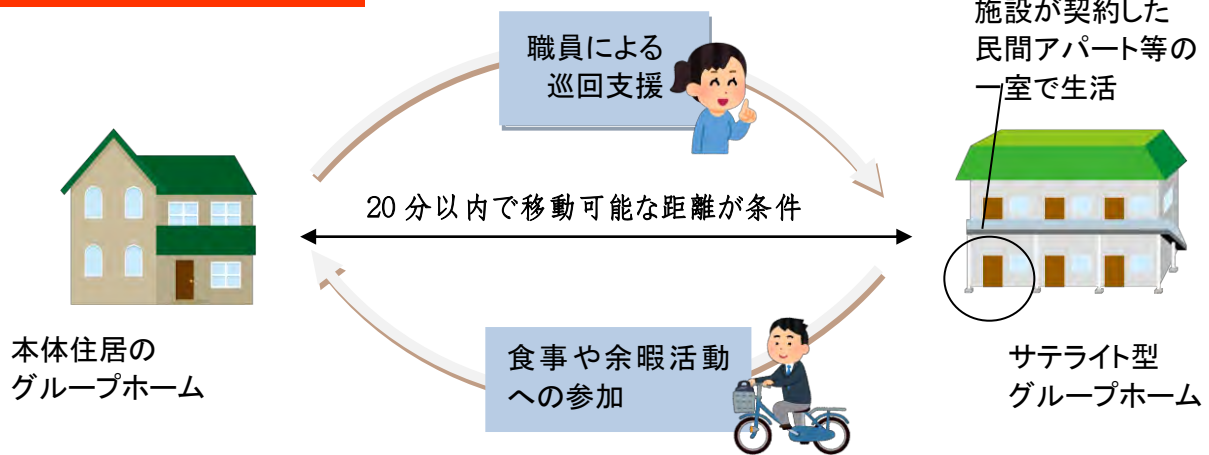 施設が契約した
民間アパート等の
一室で生活
職員による
巡回支援
20分以内で移動可能な距離が条件
食事や余暇活動
への参加
本体住居の
グループホーム
サテライト型
グループホーム